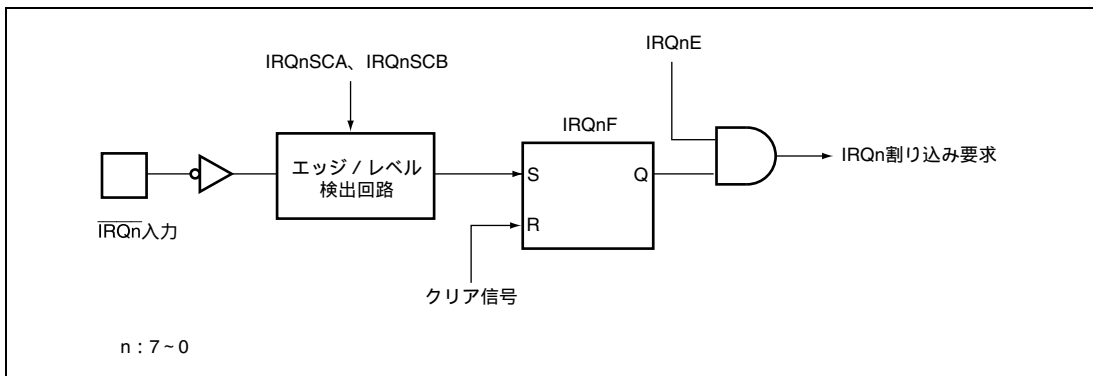 IRQnE
IRQnSCA、IRQnSCB
IRQnF
エッジ / レベル
検出回路
S
Q
R
IRQn割り込み要求
IRQn入力
クリア信号
n : 7 ~ 0